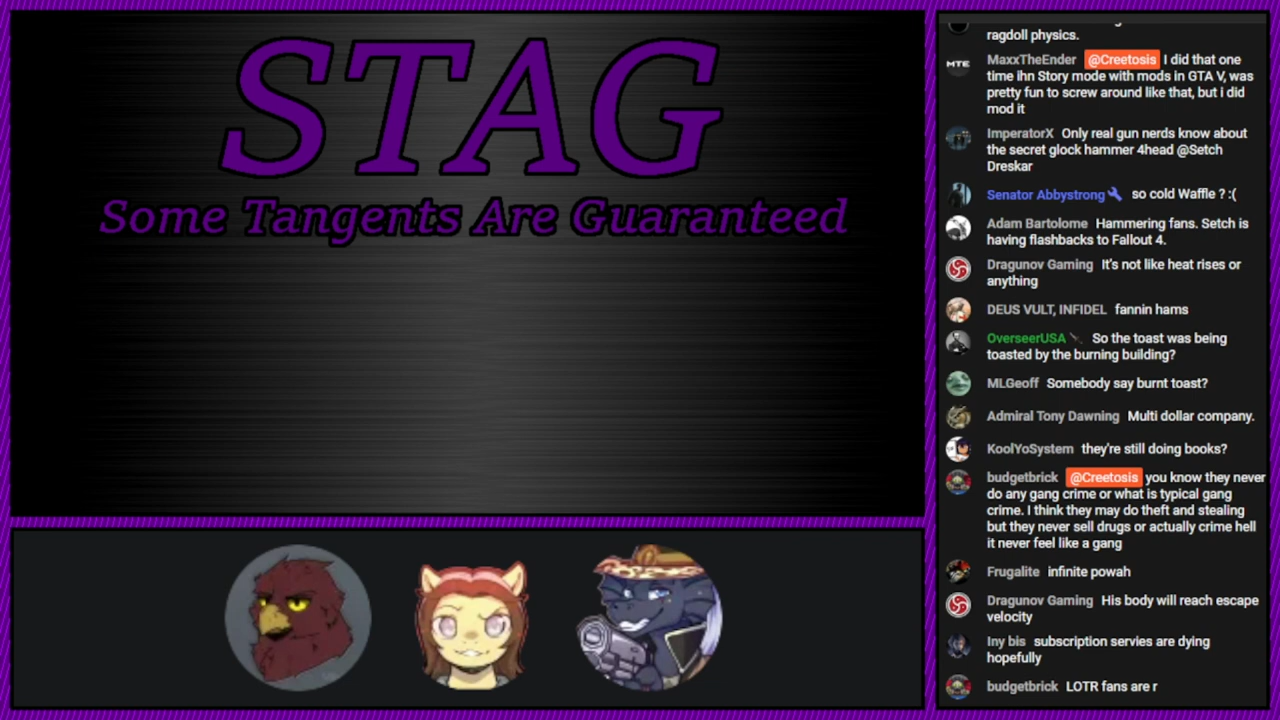 STAG
Some Tangents Are Guaranteed
ragdoll physics.
MaxxTheEnder @Creetosis I did that one
time ihn Story mode with mods in GTA V, was
pretty fun to screw around like that, but i did
mod it
ImperatorX Only real gun nerds know about
the secret glock hammer 4head @Setch
Dreskar
Senator Abbystrong so cold Waffle ? :(
Adam Bartolome Hammering fans. Setch is
having flashbacks to Fallout 4.
Dragunov Gaming It's not like heat rises or
anything
DEUS VULT, INFIDEL fannin hams
OverseerUSA So the toast was being
toasted by the burning building?
MLGeoff Somebody say burnt toast?
Admiral Tony Dawning Multi dollar company.
KoolYoSystem they're still doing books?
budgetbrick @Creetosis you know they never
do any gang crime or what is typical gang
crime. I think they may do theft and stealing
but they never sell drugs or actually crime hell
it never feel like a gang
Frugalite infinite powah
Dragunov Gaming His body will reach escape
velocity
Iny bis subscription servies are dying
hopefully
budgetbrick LOTR fans are r
MTE